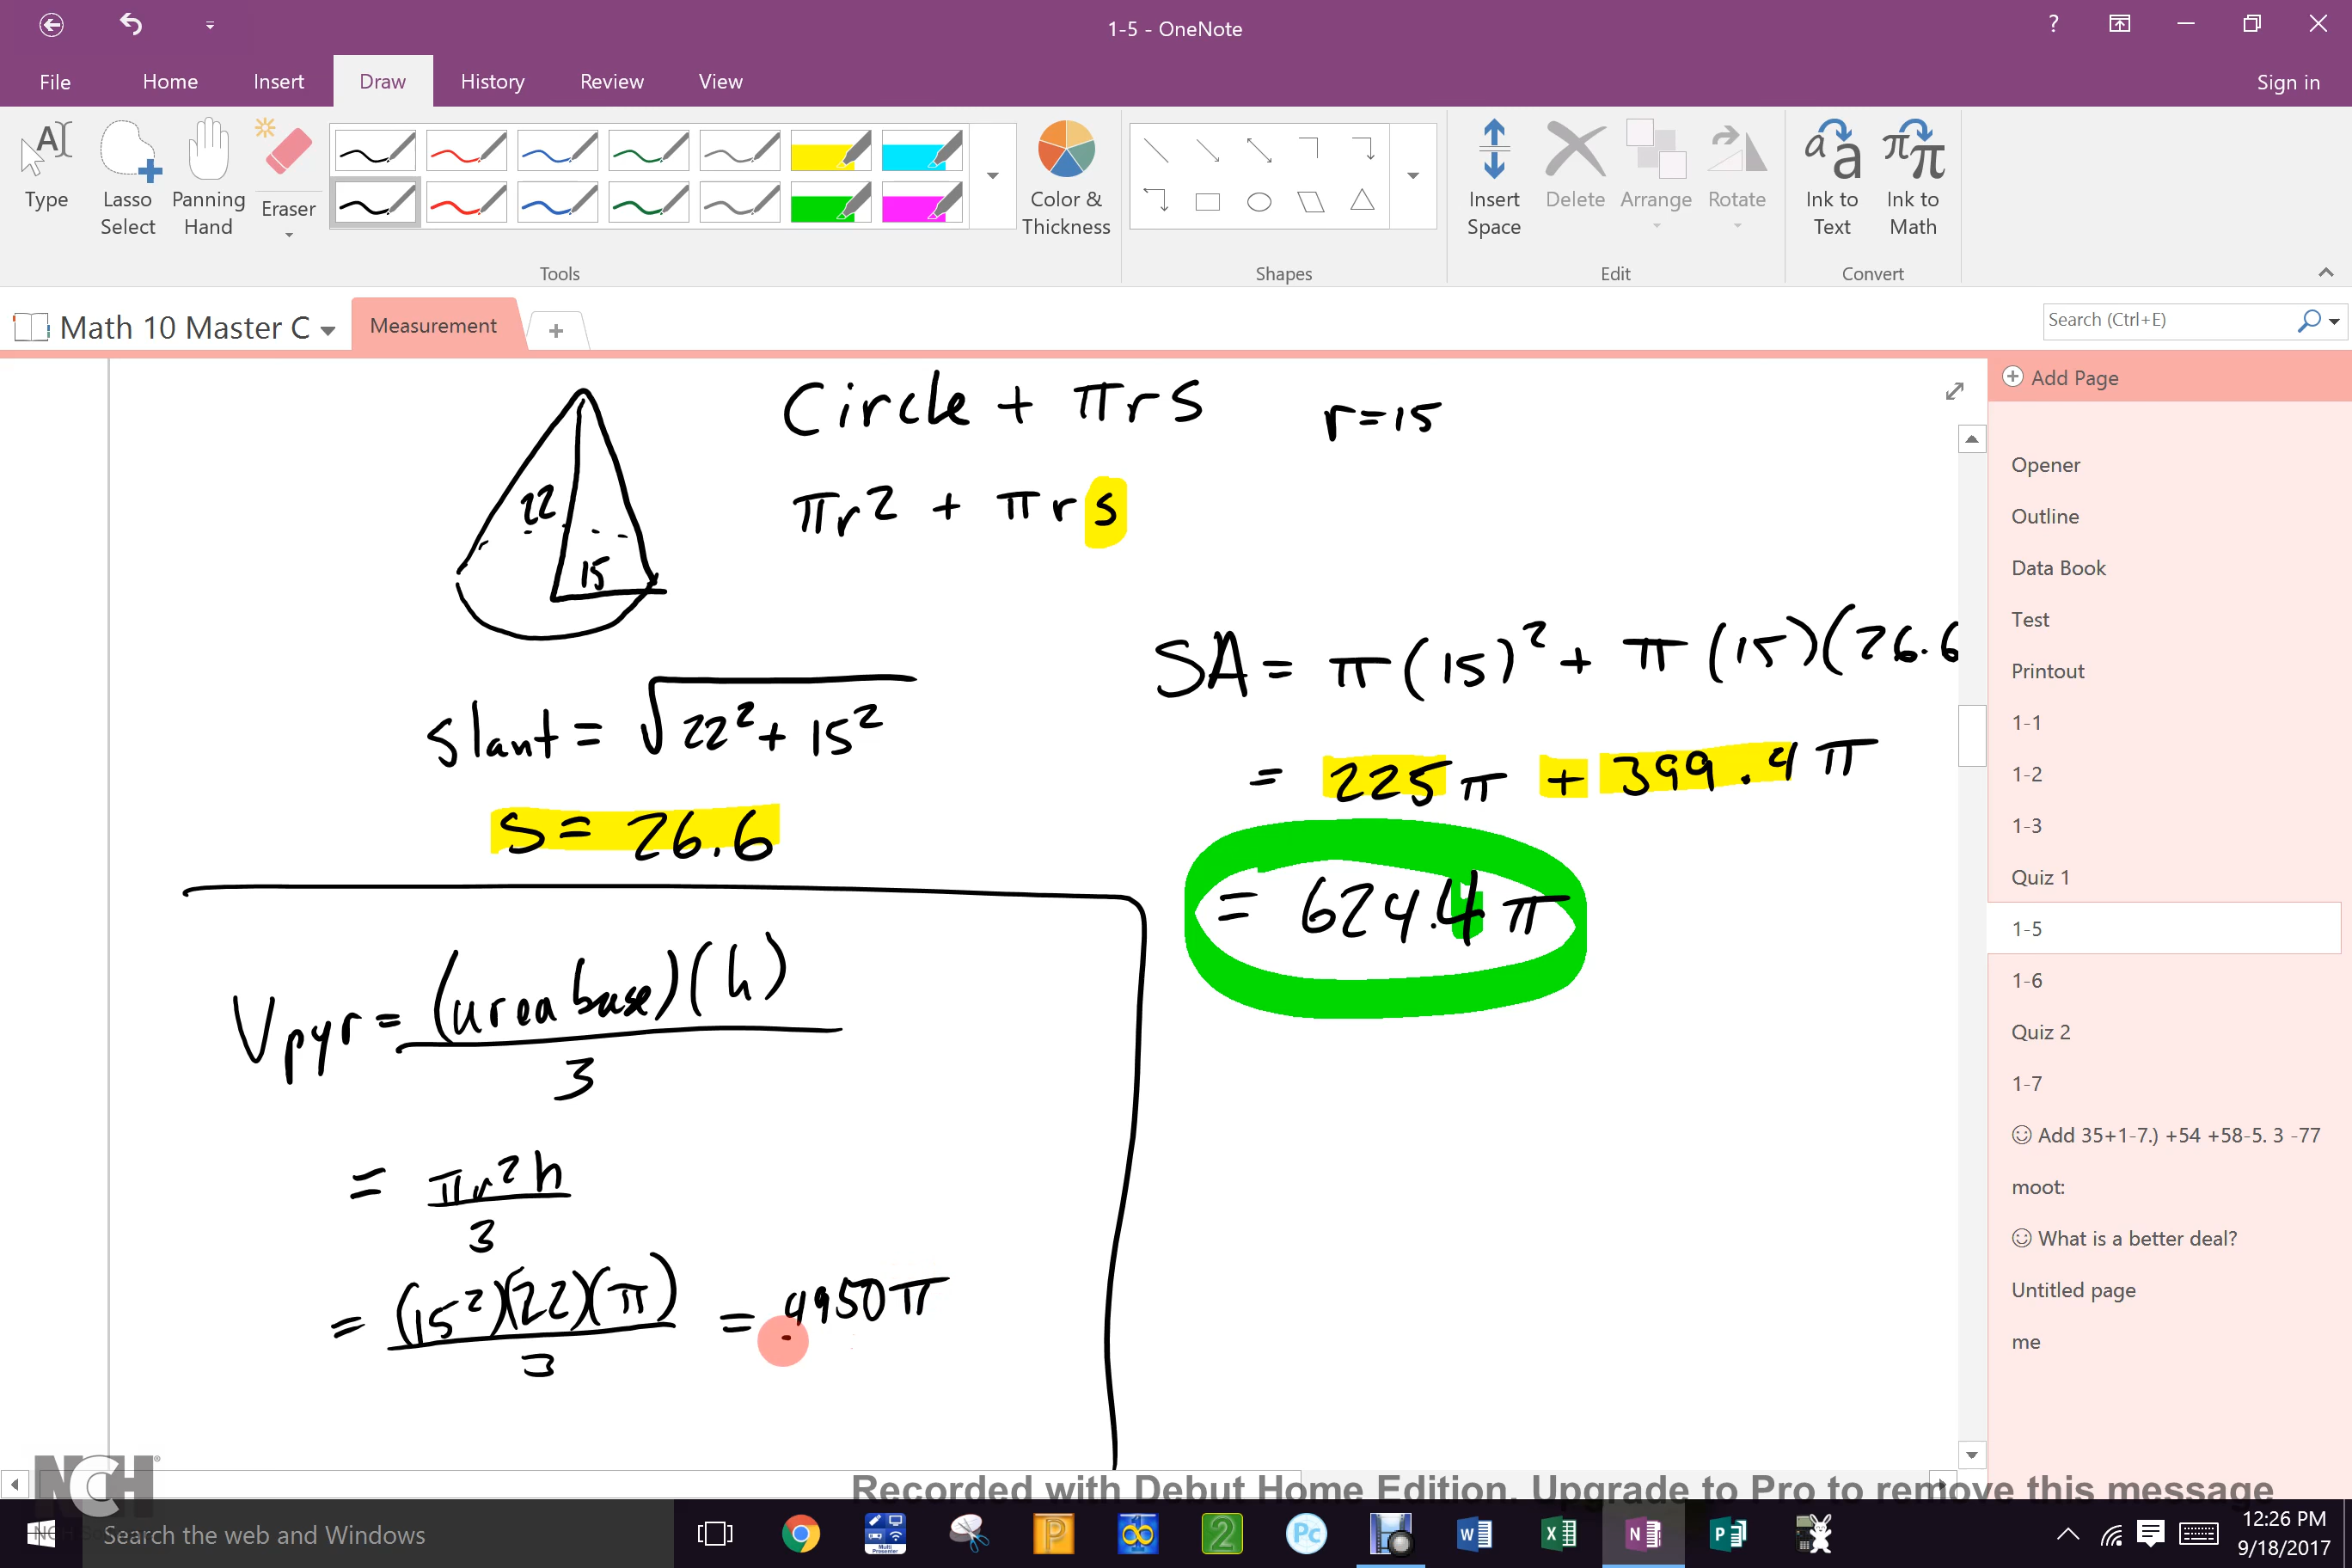 1-5 - OneNote
?
File Home Insert Draw History Review View
Sign in
Type
Lasso Select
Panning Hand
Eraser
Color & Thickness
Insert Space
Delete
Arrange
Rotate
Ink to Text
Ink to Math
Tools
Shapes
Edit
Convert
Math 10 Master C
Measurement
+
Search (Ctrl+E)
Add Page
Opener
Outline
Data Book
Test
Printout
1-1
1-2
1-3
Quiz 1
1-5
1-6
Quiz 2
1-7
☺ Add 35+1-7.) +54 +58-5. 3 -77
moot:
☺ What is a better deal?
Untitled page
me
Circle + πrs
r=15
πr2 + πrs
22
15
slant = √22² + 15²
s = 26.6
SA = π(15)² + π(15)(26.6
= 225π + 399.4π
= 624.4π
Vpyr = (area base)(h)
3
= πr²h
3
= (15²)(22)(π)
3
= 4950π
NCH
Recorded with Debut Home Edition. Upgrade to Pro to remove this message
Search the web and Windows
12:26 PM
9/18/2017